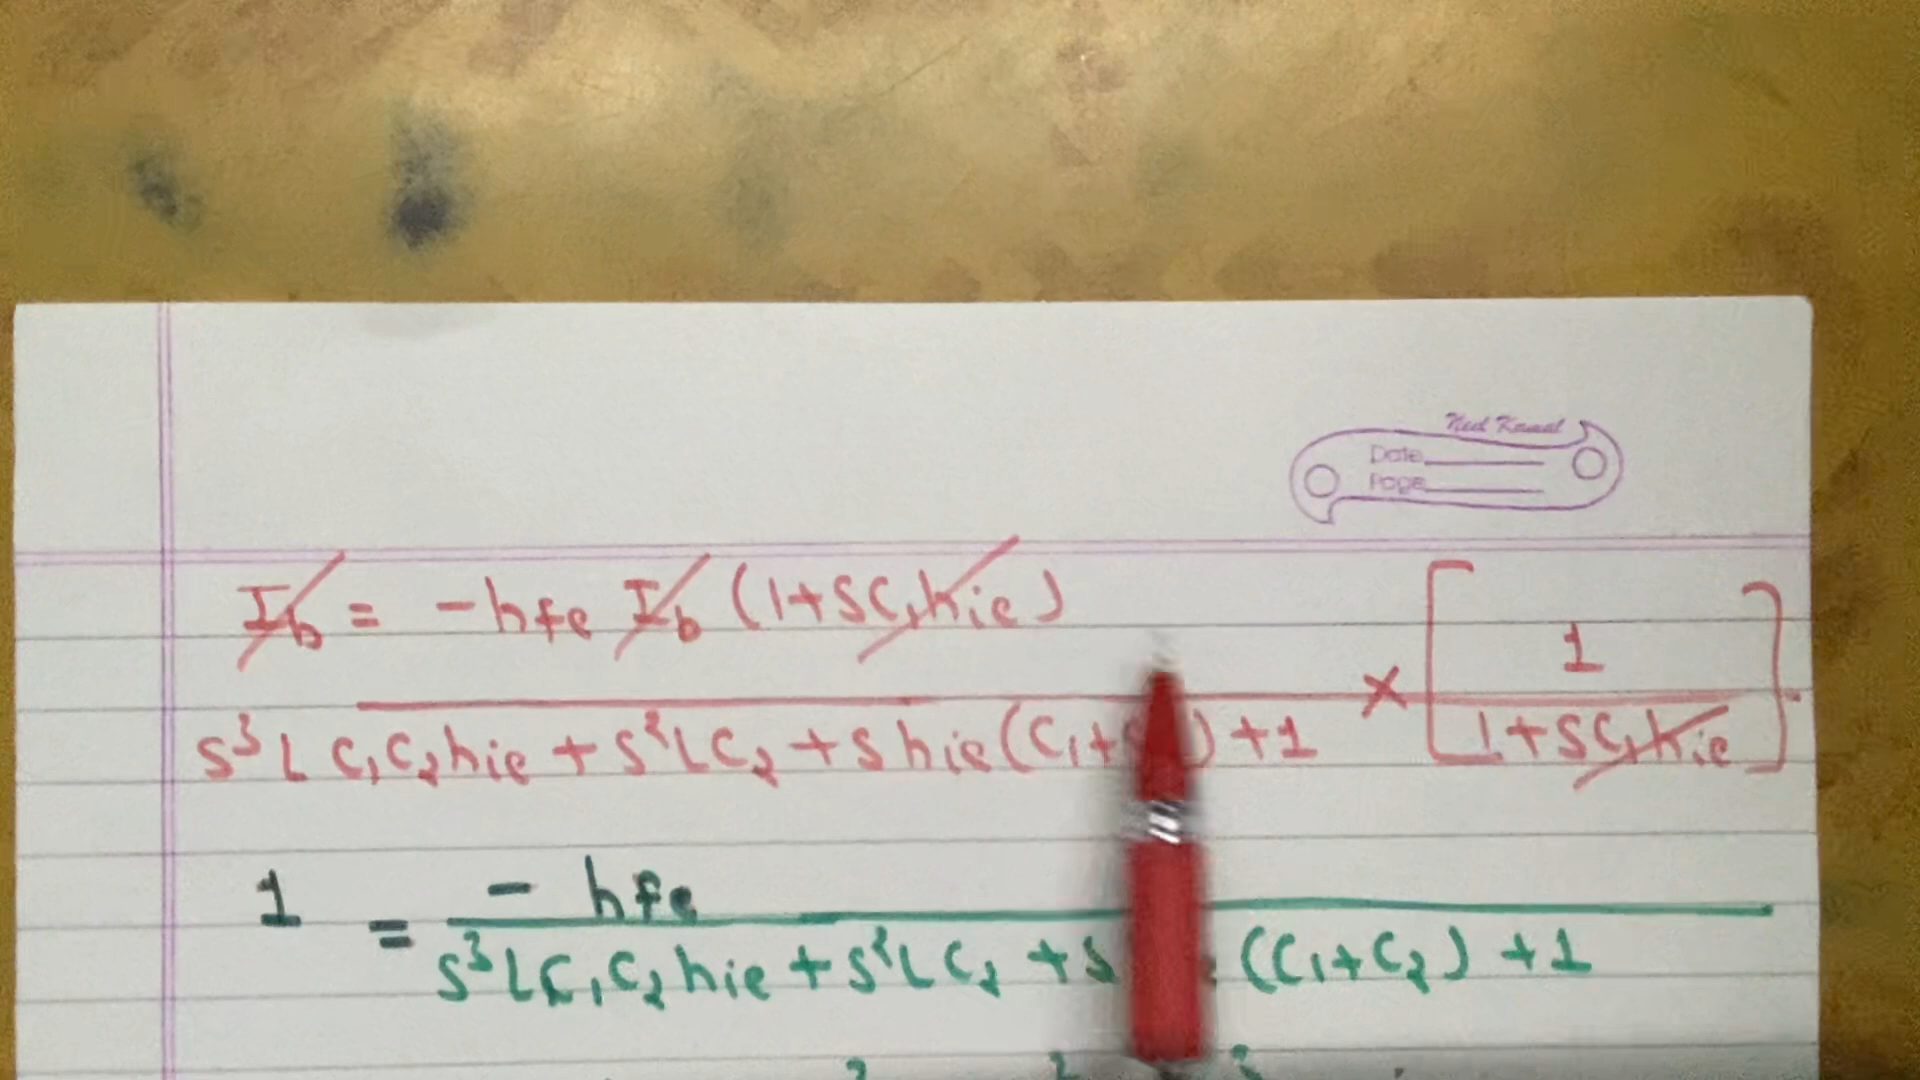 Neel Kamal
Date
Page
Ib = -hfe Ib (1+SC1hie)
S³LC1C2hie + S²LC2 + Shie(C1+ ) +1 × [ 1
1+SC1hie ]
1 = - hfe
S³LC1C2hie + S²LC2 + S (C1+C2) +1